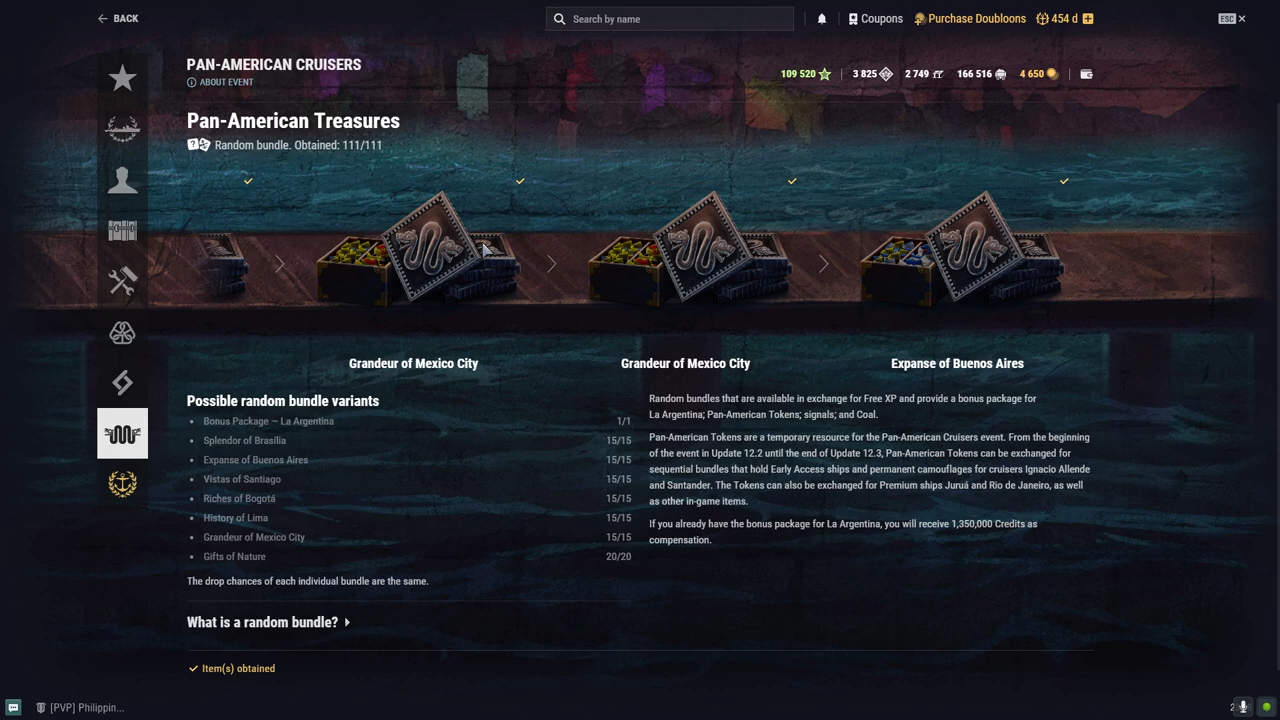 BACK
Search by name
Coupons
Purchase Doubloons
454 d
ESC
PAN-AMERICAN CRUISERS
ABOUT EVENT
109 520
3 825
2 749
166 516
4 650
Pan-American Treasures
Random bundle. Obtained: 111/111
Grandeur of Mexico City
Grandeur of Mexico City
Expanse of Buenos Aires
Possible random bundle variants
Bonus Package — La Argentina 1/1
Splendor of Brasília 15/15
Expanse of Buenos Aires 15/15
Vistas of Santiago 15/15
Riches of Bogotá 15/15
History of Lima 15/15
Grandeur of Mexico City 15/15
Gifts of Nature 20/20
The drop chances of each individual bundle are the same.
Random bundles that are available in exchange for Free XP and provide a bonus package for
La Argentina; Pan-American Tokens; signals; and Coal.
Pan-American Tokens are a temporary resource for the Pan-American Cruisers event. From the beginning
of the event in Update 12.2 until the end of Update 12.3, Pan-American Tokens can be exchanged for
sequential bundles that hold Early Access ships and permanent camouflages for cruisers Ignacio Allende
and Santander. The Tokens can also be exchanged for Premium ships Juruá and Rio de Janeiro, as well
as other in-game items.
If you already have the bonus package for La Argentina, you will receive 1,350,000 Credits as
compensation.
What is a random bundle?
Item(s) obtained
[PVP] Philippin...